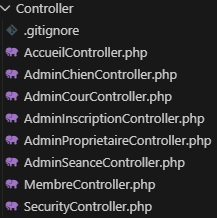 Controller
.gitignore
AccueilController.php
AdminChienController.php
AdminCourController.php
AdminInscriptionController.php
AdminProprietaireController.php
AdminSeanceController.php
MembreController.php
SecurityController.php